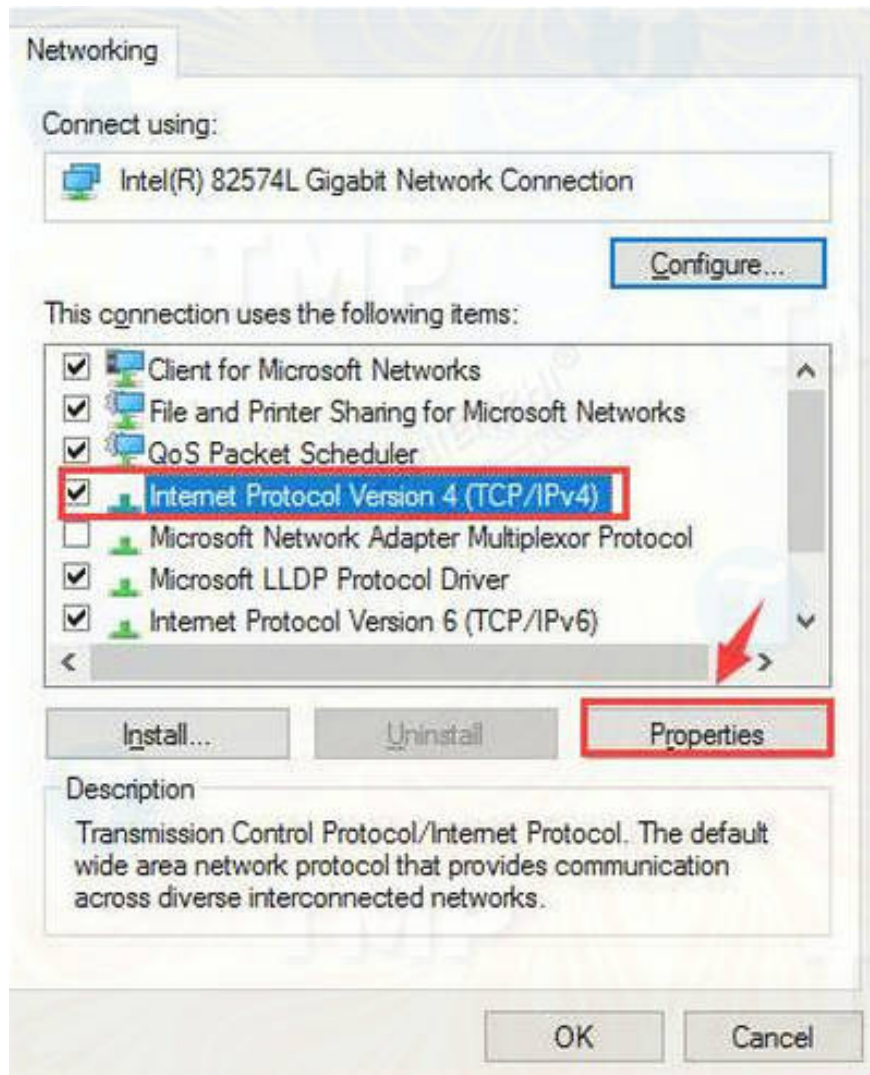 Networking
Connect using:
Intel(R) 82574L Gigabit Network Connection
Configure...
This connection uses the following items:
Client for Microsoft Networks
File and Printer Sharing for Microsoft Networks
QoS Packet Scheduler
Internet Protocol Version 4 (TCP/IPv4)
Microsoft Network Adapter Multiplexor Protocol
Microsoft LLDP Protocol Driver
Internet Protocol Version 6 (TCP/IPv6)
Install...
Uninstall
Properties
Description
Transmission Control Protocol/Internet Protocol. The default
wide area network protocol that provides communication
across diverse interconnected networks.
TMP
OK
Cancel